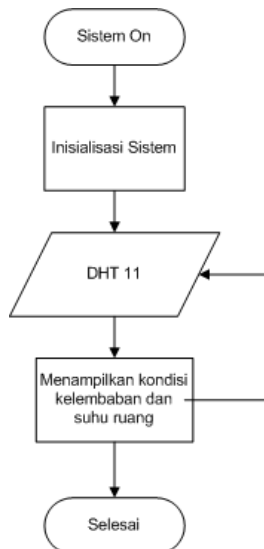 Sistem On
Inisialisasi Sistem
DHT 11
Menampilkan kondisi
kelembaban dan
suhu ruang
Selesai